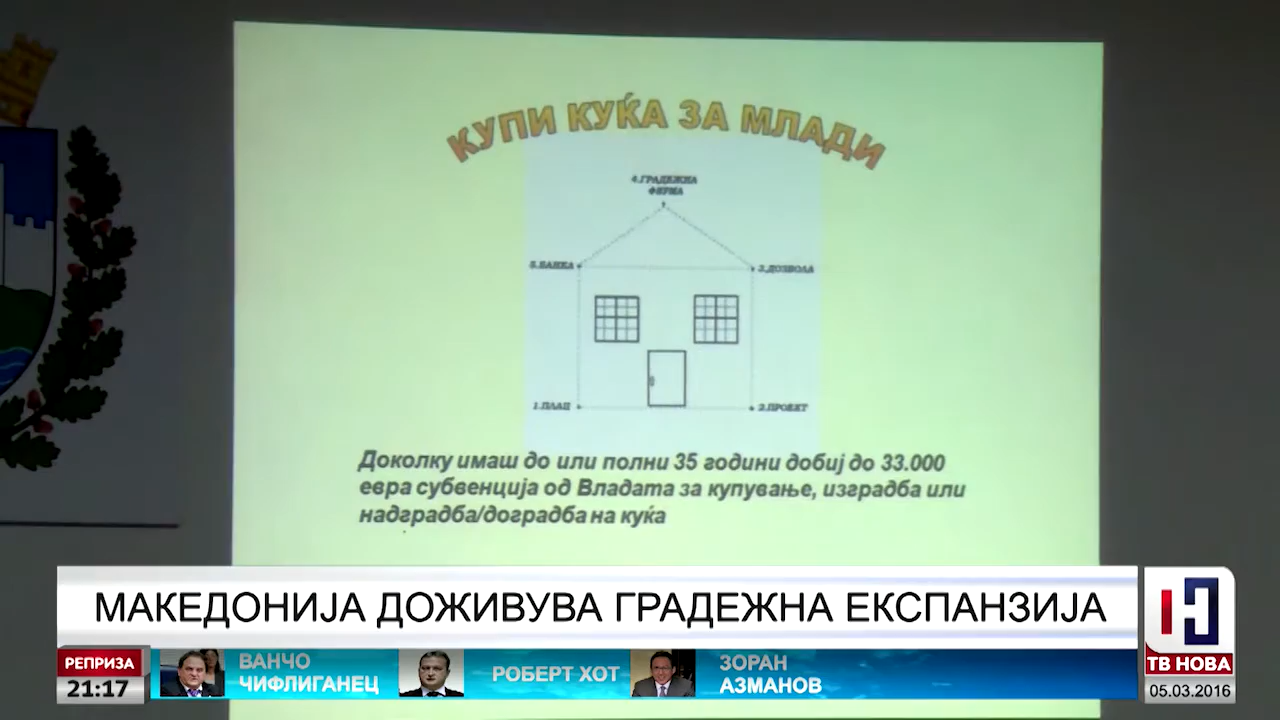 КУПИ КУЌА ЗА МЛАДИ
4.ГРАДЕЖНА
ФИРМА
5.БАНКА
3.ДОЗВОЛА
1.ПЛАЦ
2.ПРОЕКТ
Доколку имаш до или полни 35 години добиј до 33.000
евра субвенција од Владата за купување, изградба или
надградба/доградба на куќа
МАКЕДОНИЈА ДОЖИВУВА ГРАДЕЖНА ЕКСПАНЗИЈА
РЕПРИЗА
21:17
ВАНЧО
ЧИФЛИГАНЕЦ
РОБЕРТ ХОТ
ЗОРАН
АЗМАНОВ
ТВ НОВА
05.03.2016